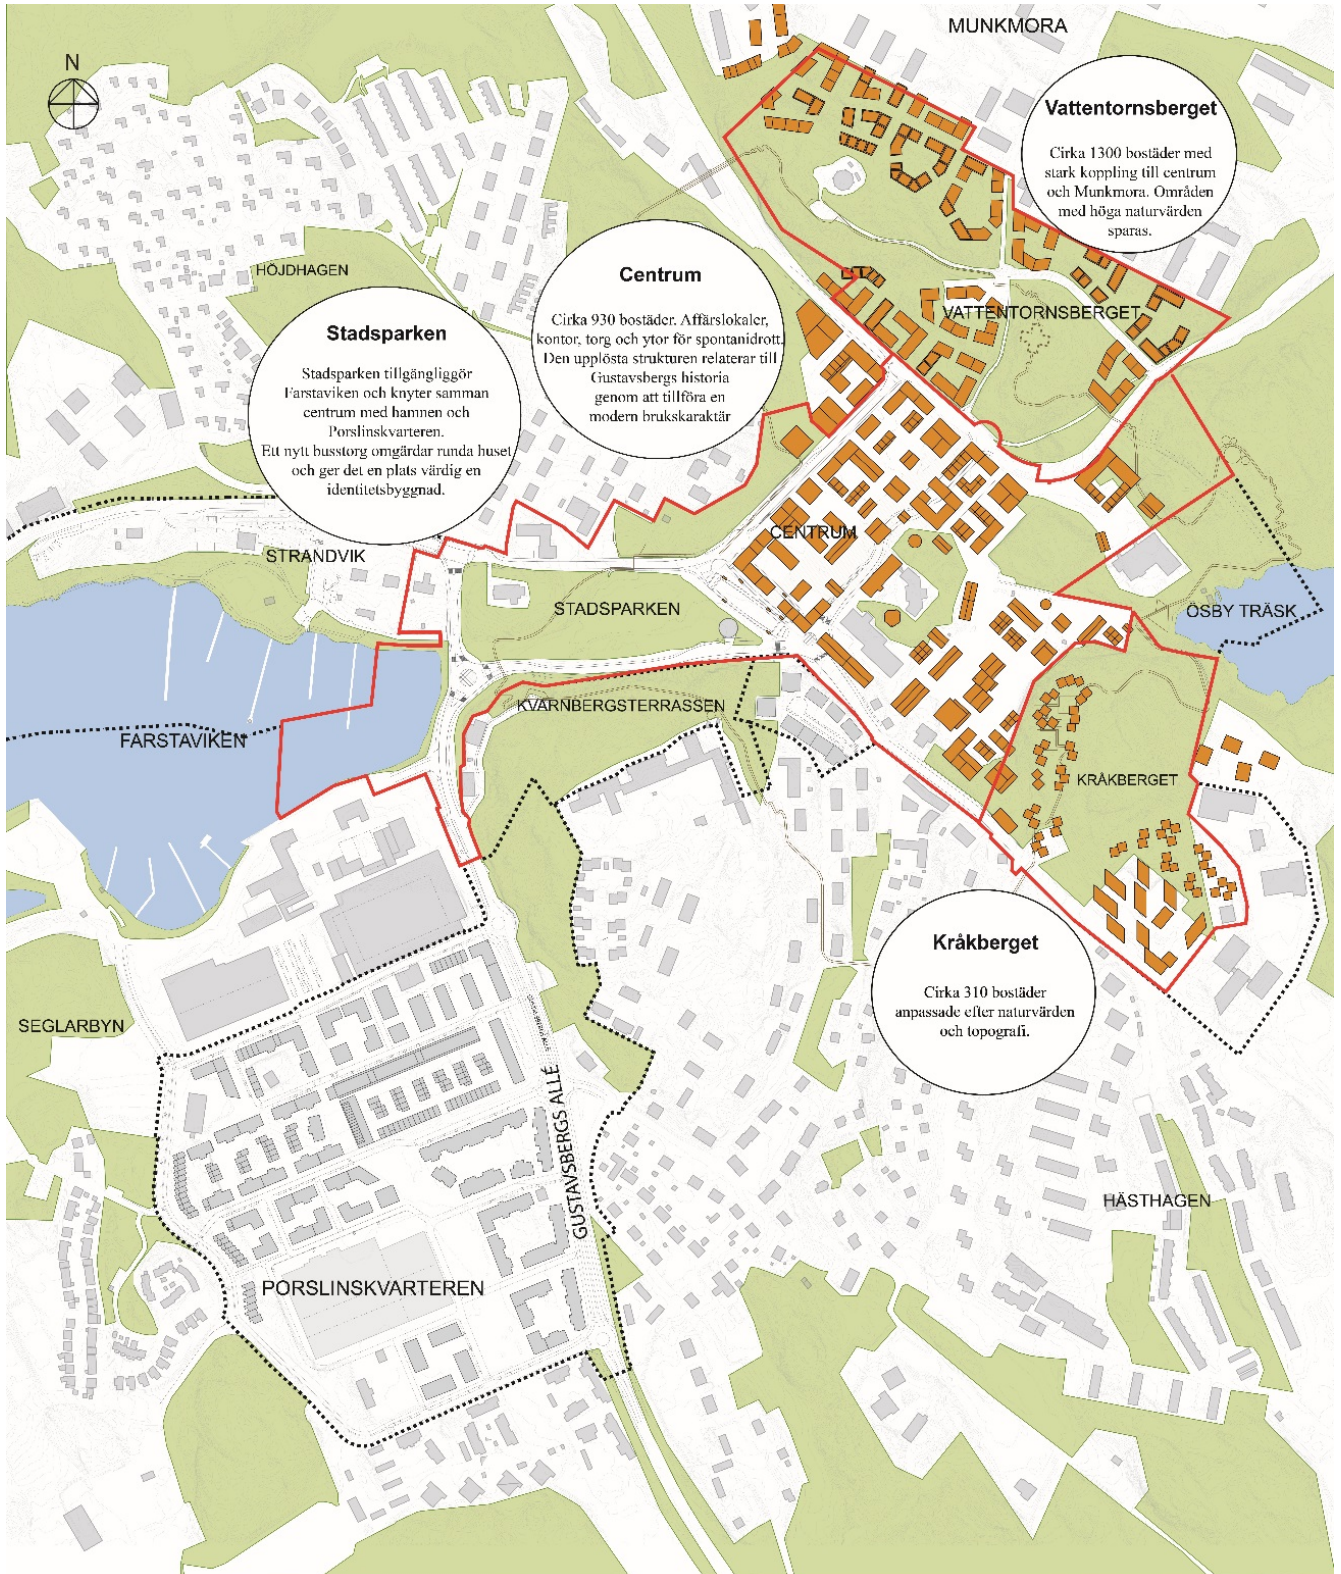 MUNKMORA
N
Vattentornsberget
Cirka 1300 bostäder med
stark koppling till centrum
och Munkmora. Områden
med höga naturvärden
sparas.
HÖJDHAGEN
Centrum
Cirka 930 bostäder. Affärslokaler,
kontor, torg och ytor för spontanidrott.
Den upplösta strukturen relaterar till
Gustavsbergs historia
genom att tillföra en
modern brukskaraktär
VATTENTORNSBERGET
Stadsparken
Stadsparken tillgängliggör
Farstaviken och knyter samman
centrum med hamnen och
Porslinskvarteren.
Ett nytt busstorg omgärdar runda huset
och ger det en plats värdig en
identitetsbyggnad.
CENTRUM
STRANDVIK
STADSPARKEN
ÖSBY TRÄSK
KVARNBERGSTERRASSEN
FARSTAVIKEN
KRÅKBERGET
Kråkberget
Cirka 310 bostäder
anpassade efter naturvärden
och topografi.
SEGLARBYN
GUSTAVSBERGS ALLÉ
HÄSTHAGEN
PORSLINSKVARTEREN